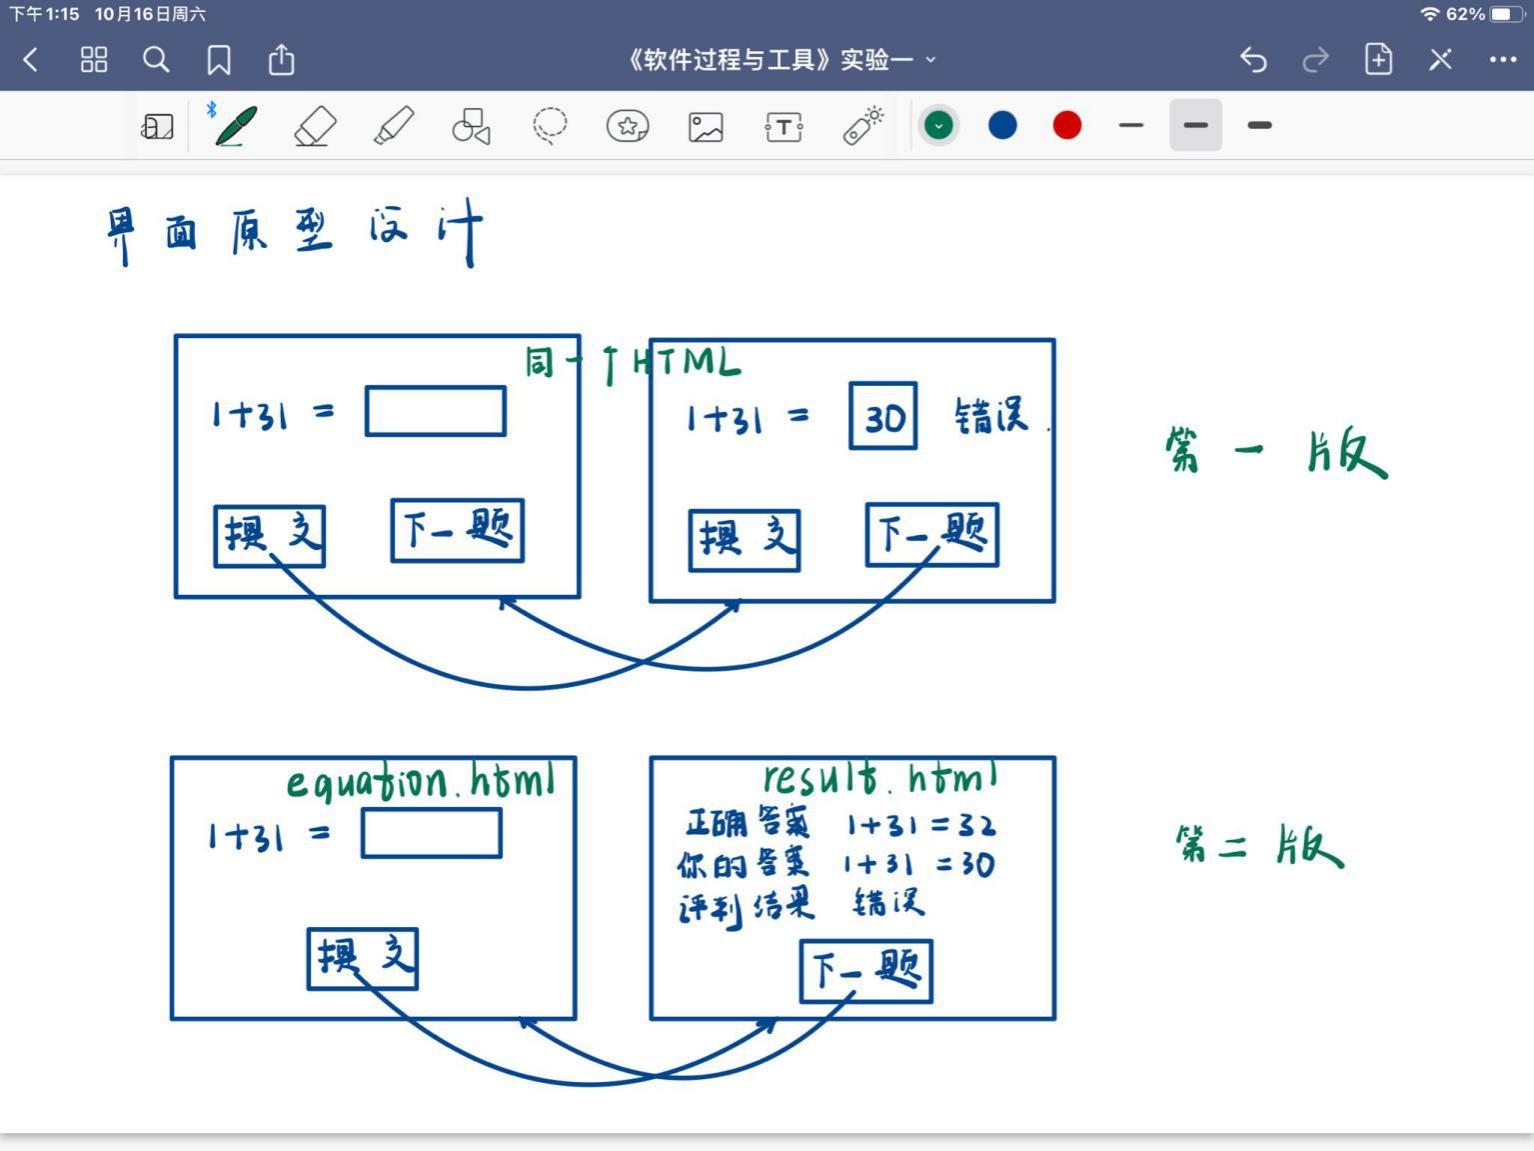 下午1:15 10月16日周六
62%
《软件过程与工具》实验一
T
界面原型设计
同一个HTML
1+31 =
提交
下一题
1+31 = 30 错误.
提交
下一题
第一版
equation.html
1+31 =
提交
result.html
正确答案 1+31=32
你的答案 1+31=30
评判结果 错误
下一题
第二版